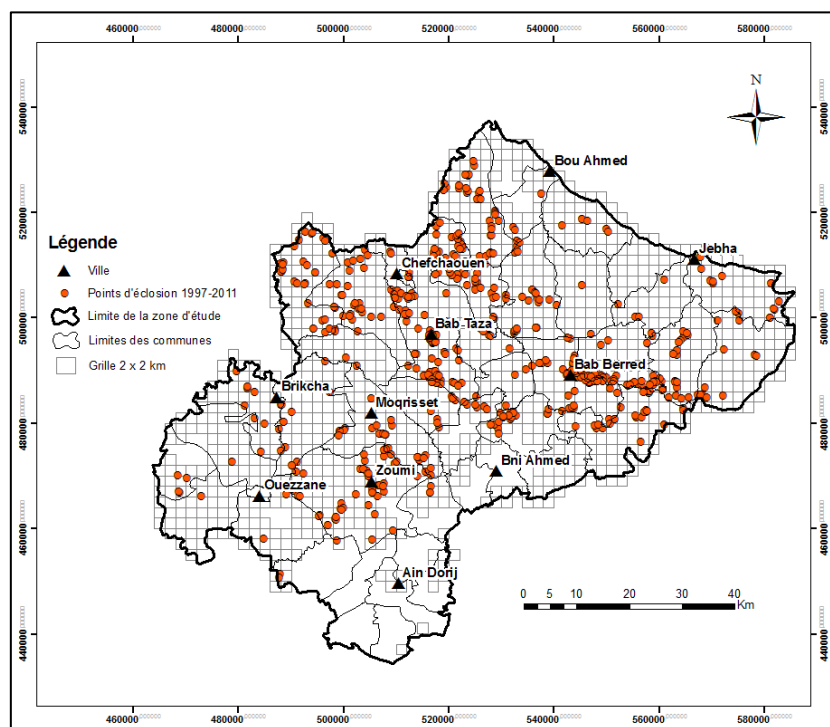 460000 480000 500000 520000 540000 560000 580000
540000 540000
N
Bou Ahmed
520000 520000
Légende
Jebha
Chefchaouen
Ville
Points d'éclosion 1997-2011
Limite de la zone d'étude
500000 500000
Bab-Taza
Limites des communes
Grille 2 x 2 km
Bab Berred
Brikcha
Moqrisset
480000 480000
Bni Ahmed
Zoumi
Ouezzane
460000 460000
Ain Dorij
0 5 10 20 30 40
Km
440000 440000
460000 480000 500000 520000 540000 560000 580000